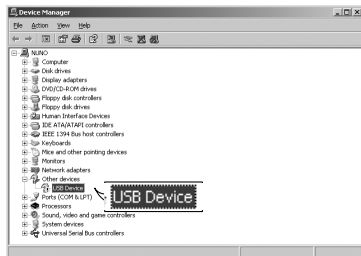 Device Manager
File Action View Help
NUNO
Computer
Disk drives
Display adapters
DVD/CD-ROM drives
Floppy disk controllers
Floppy disk drives
Human Interface Devices
IDE ATA/ATAPI controllers
IEEE 1394 Bus host controllers
Keyboards
Mice and other pointing devices
Monitors
Network adapters
Other devices
USB Device
USB Device
Ports (COM & LPT)
Processors
Sound, video and game controllers
System devices
Universal Serial Bus controllers